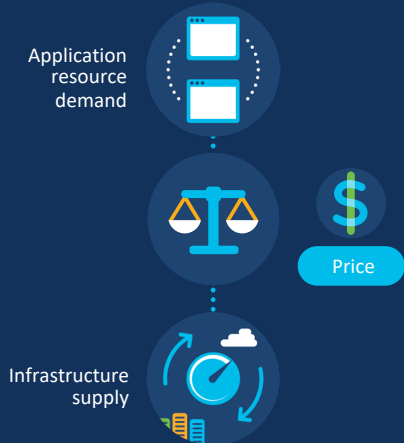 Application
resource
demand
$
Price
Infrastructure
supply